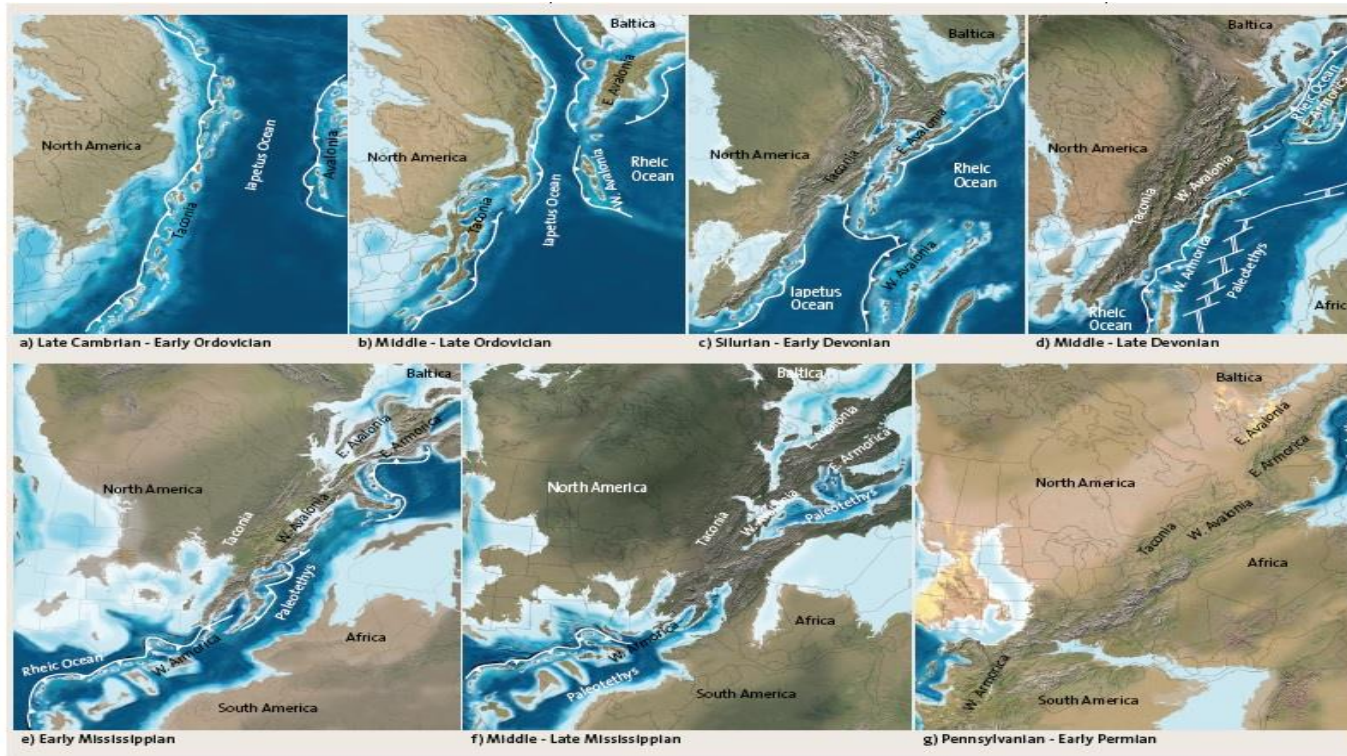 North America
Iapetus Ocean
Taconia
Avalonia
a) Late Cambrian - Early Ordovician
Baltica
E. Avalonia
North America
Taconia
Iapetus Ocean
W. Avalonia
Rheic
Ocean
b) Middle - Late Ordovician
Baltica
North America
Taconia
E. Avalonia
Rheic
Ocean
W. Avalonia
Iapetus
Ocean
c) Silurian - Early Devonian
Baltica
Rheic Ocean
Armorica
North America
Taconia
W. Avalonia
W. Armorica
Paleotethys
Rheic
Ocean
Afric
d) Middle - Late Devonian
Baltica
E. Avalonia
E. Armorica
North America
Taconia
W. Avalonia
Paleotethys
Rheic Ocean
W. Armorica
Africa
South America
e) Early Mississippian
Baltica
E. Avalonia
E. Armorica
North America
Taconia
W. Avalonia
Paleotethys
Africa
W. Armorica
Paleotethys
South America
f) Middle - Late Mississippian
Baltica
E. Avalonia
E. Armorica
North America
Taconia
W. Avalonia
Africa
W. Armorica
South America
g) Pennsylvanian - Early Permian